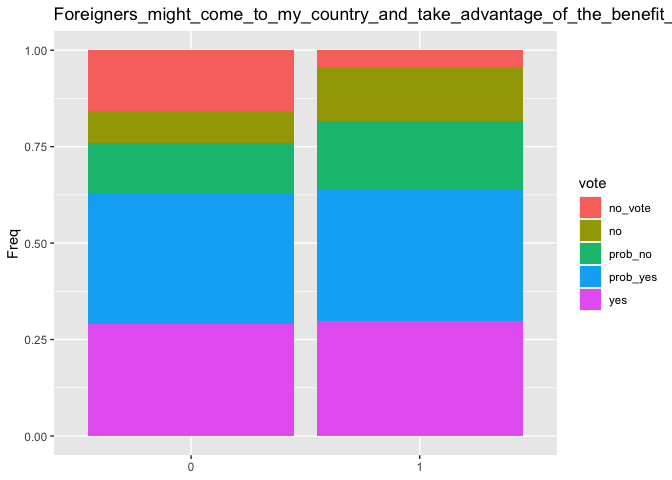 Foreigners_might_come_to_my_country_and_take_advantage_of_the_benefit_
1.00
0.75
0.50
0.25
0.00
Freq
0
1
vote
no_vote
no
prob_no
prob_yes
yes